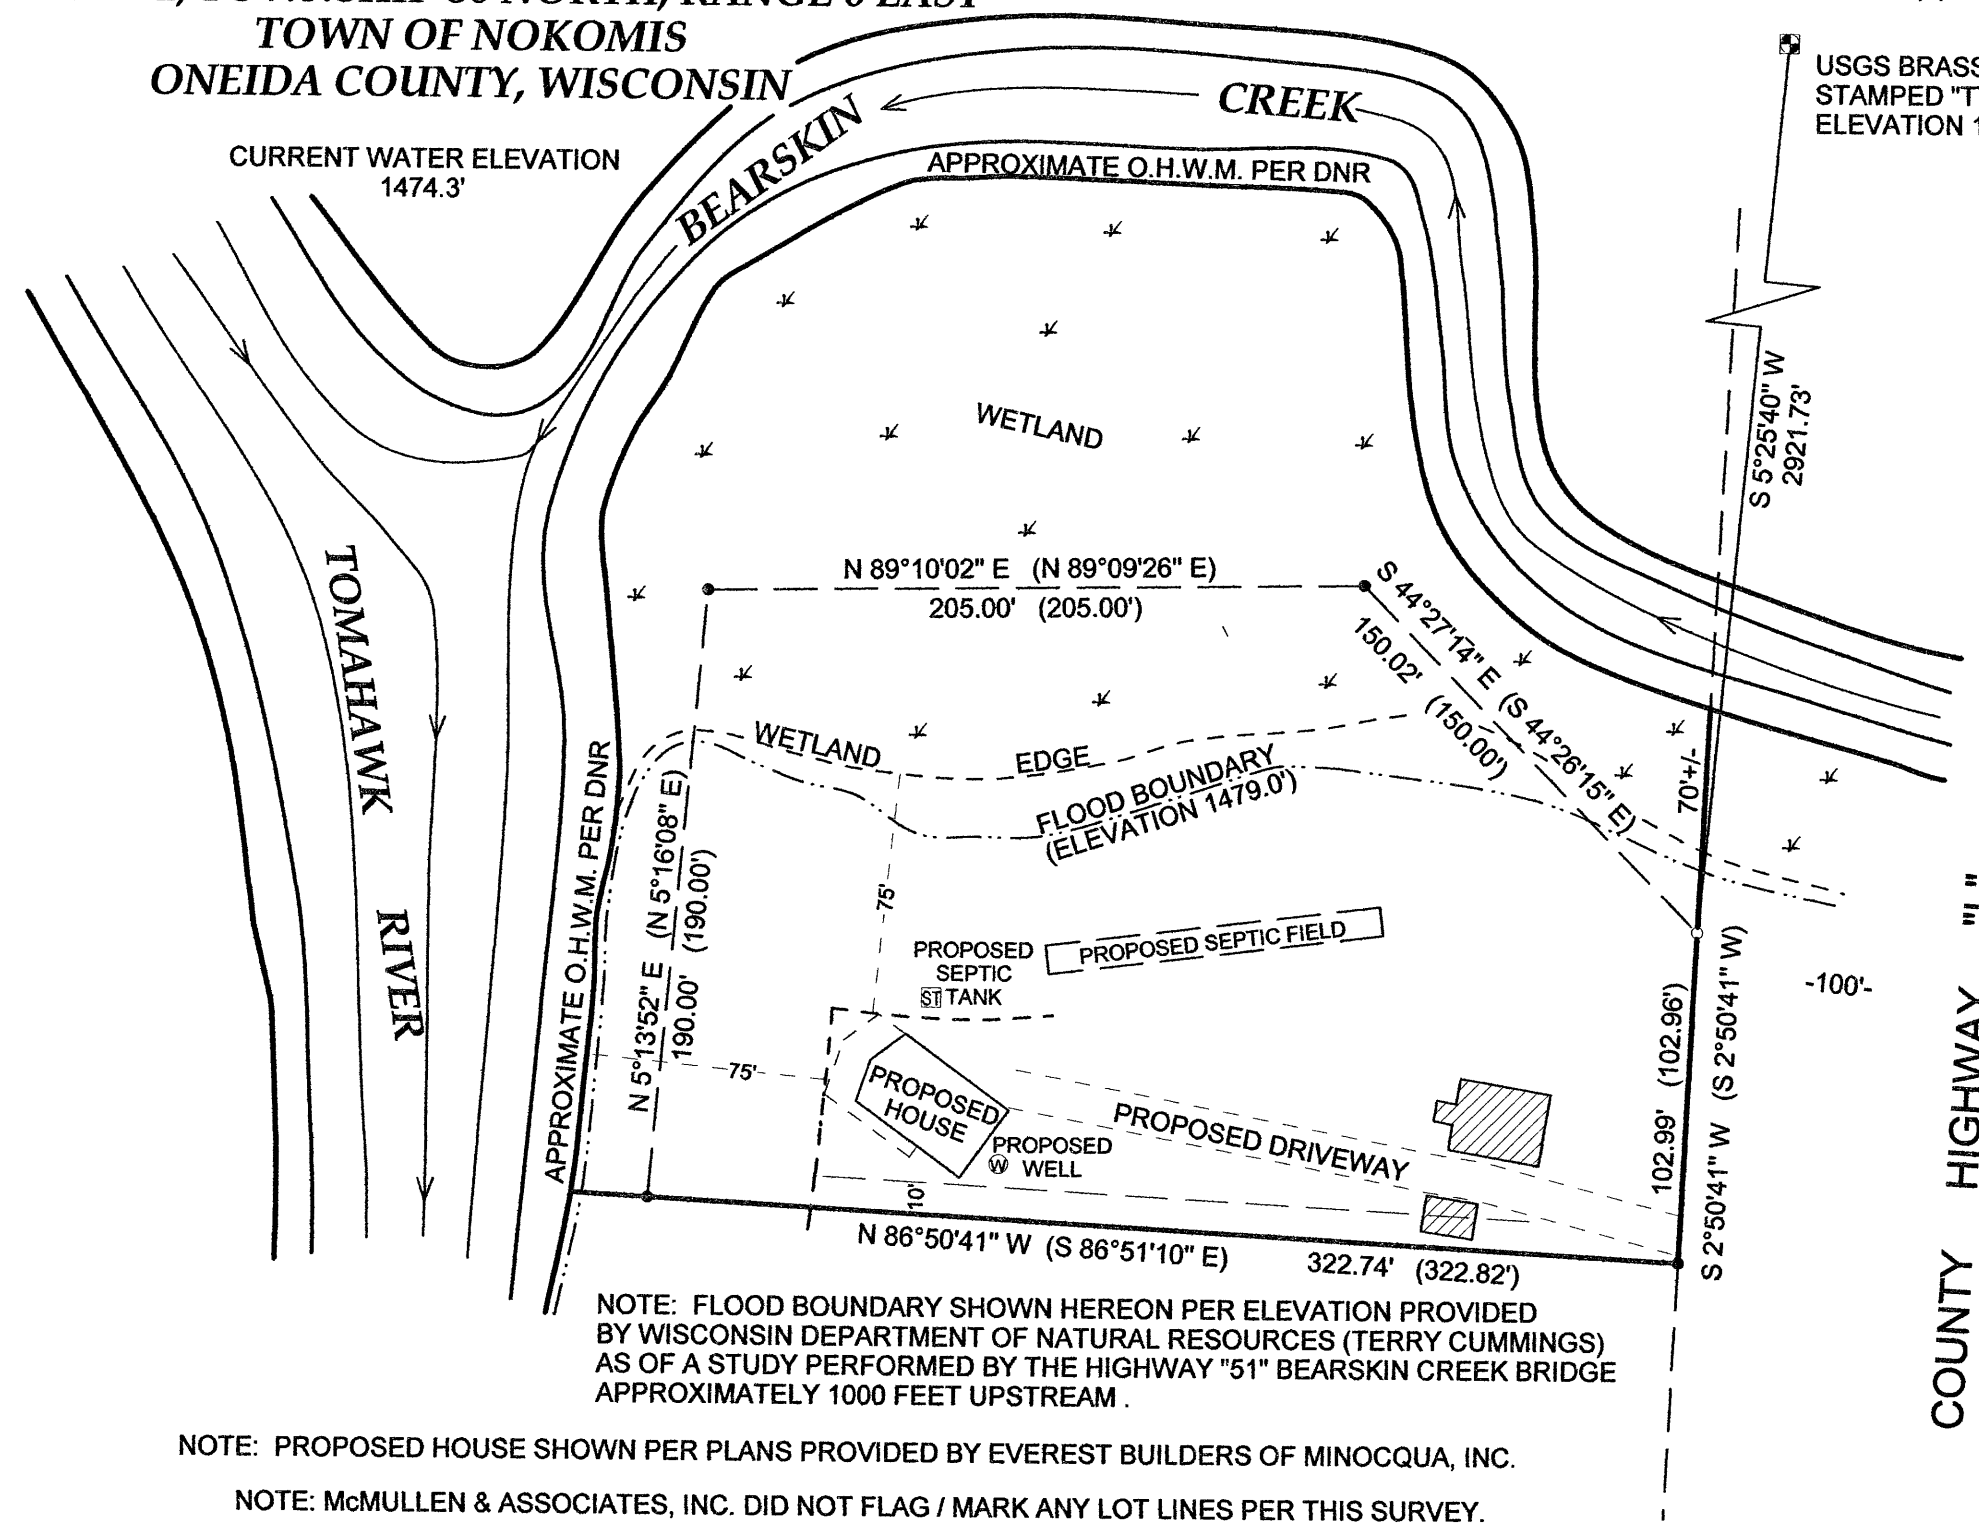 TOWN OF NOKOMIS
ONEIDA COUNTY, WISCONSIN
USGS BRASS
STAMPED "T
ELEVATION 1
CURRENT WATER ELEVATION
1474.3'
BEARSKIN
CREEK
APPROXIMATE O.H.W.M. PER DNR
WETLAND
S 5°25'40" W
2921.73'
N 89°10'02" E (N 89°09'26" E)
205.00' (205.00')
S 44°27'14" E (S 44°26'15" E)
150.02' (150.00')
TOMAHAWK
RIVER
WETLAND EDGE
FLOOD BOUNDARY
(ELEVATION 1479.0')
70'+/-
APPROXIMATE O.H.W.M. PER DNR
N 5°13'52" E (N 5°16'08" E)
190.00' (190.00')
75'
PROPOSED
SEPTIC
ST TANK
PROPOSED SEPTIC FIELD
-100'-
COUNTY HIGHWAY "L"
75'
PROPOSED
HOUSE
PROPOSED
W WELL
PROPOSED DRIVEWAY
102.99' (102.96')
S 2°50'41" W (S 2°50'41" W)
10'
N 86°50'41" W (S 86°51'10" E) 322.74' (322.82')
NOTE: FLOOD BOUNDARY SHOWN HEREON PER ELEVATION PROVIDED
BY WISCONSIN DEPARTMENT OF NATURAL RESOURCES (TERRY CUMMINGS)
AS OF A STUDY PERFORMED BY THE HIGHWAY "51" BEARSKIN CREEK BRIDGE
APPROXIMATELY 1000 FEET UPSTREAM .
NOTE: PROPOSED HOUSE SHOWN PER PLANS PROVIDED BY EVEREST BUILDERS OF MINOCQUA, INC.
NOTE: McMULLEN & ASSOCIATES, INC. DID NOT FLAG / MARK ANY LOT LINES PER THIS SURVEY.